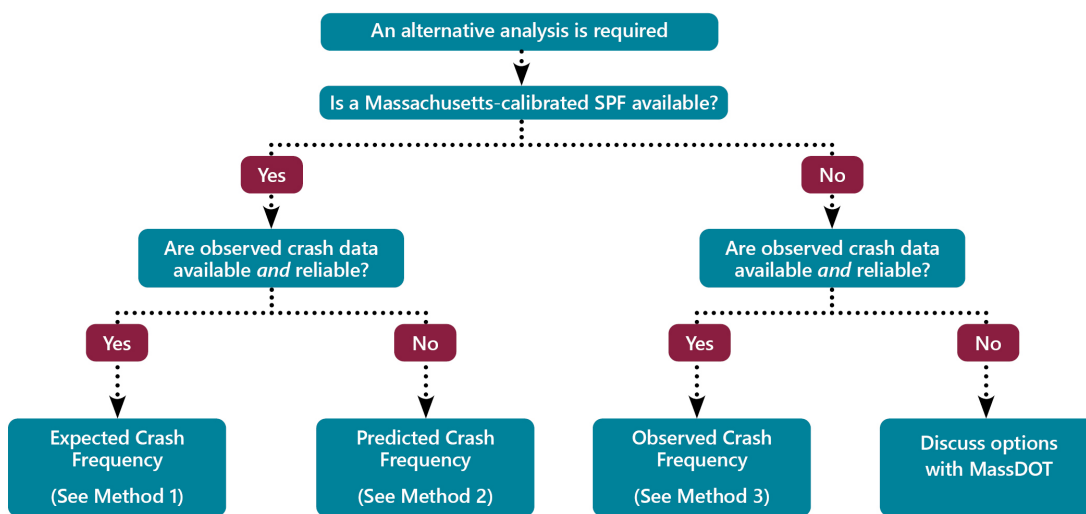 An alternative analysis is required
Is a Massachusetts-calibrated SPF available?
Yes
No
Are observed crash data
available and reliable?
Are observed crash data
available and reliable?
Yes
No
Yes
No
Expected Crash
Frequency
(See Method 1)
Predicted Crash
Frequency
(See Method 2)
Observed Crash
Frequency
(See Method 3)
Discuss options
with MassDOT